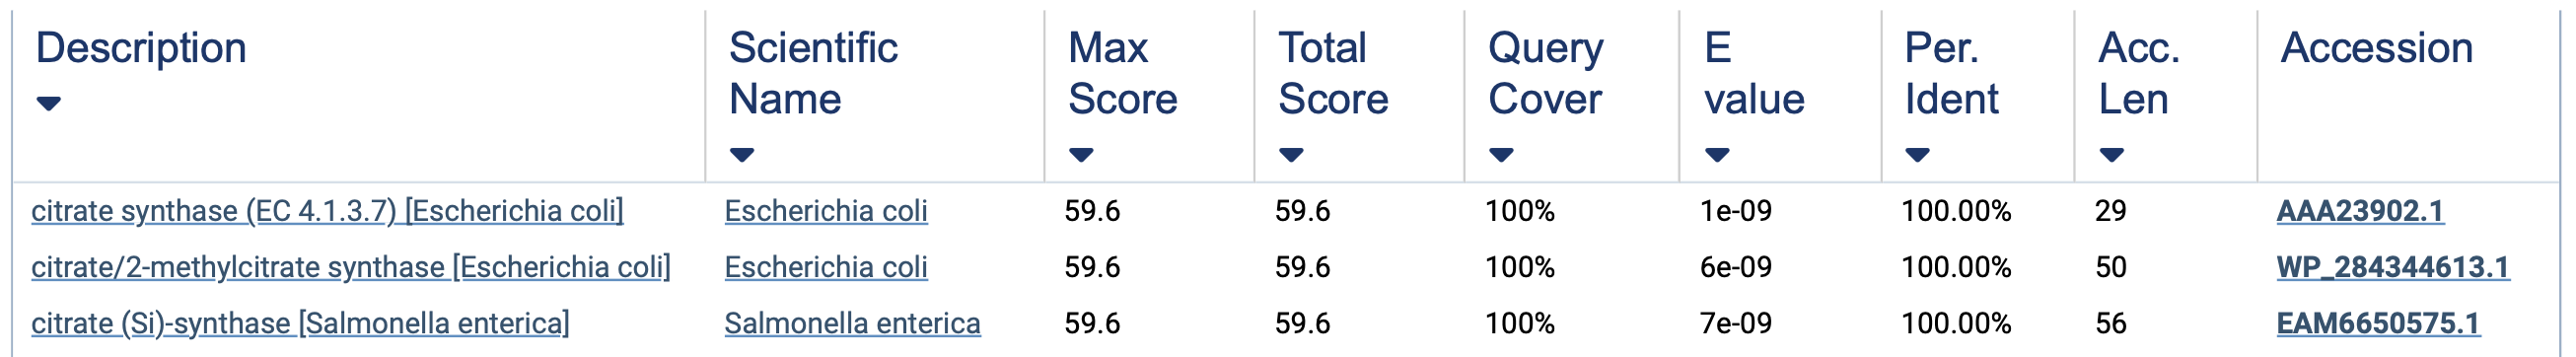 Description Scientific Name Max Score Total Score Query Cover E value Per. Ident Acc. Len Accession
citrate synthase (EC 4.1.3.7) [Escherichia coli] Escherichia coli 59.6 59.6 100% 1e-09 100.00% 29 AAA23902.1
citrate/2-methylcitrate synthase [Escherichia coli] Escherichia coli 59.6 59.6 100% 6e-09 100.00% 50 WP_284344613.1
citrate (Si)-synthase [Salmonella enterica] Salmonella enterica 59.6 59.6 100% 7e-09 100.00% 56 EAM6650575.1